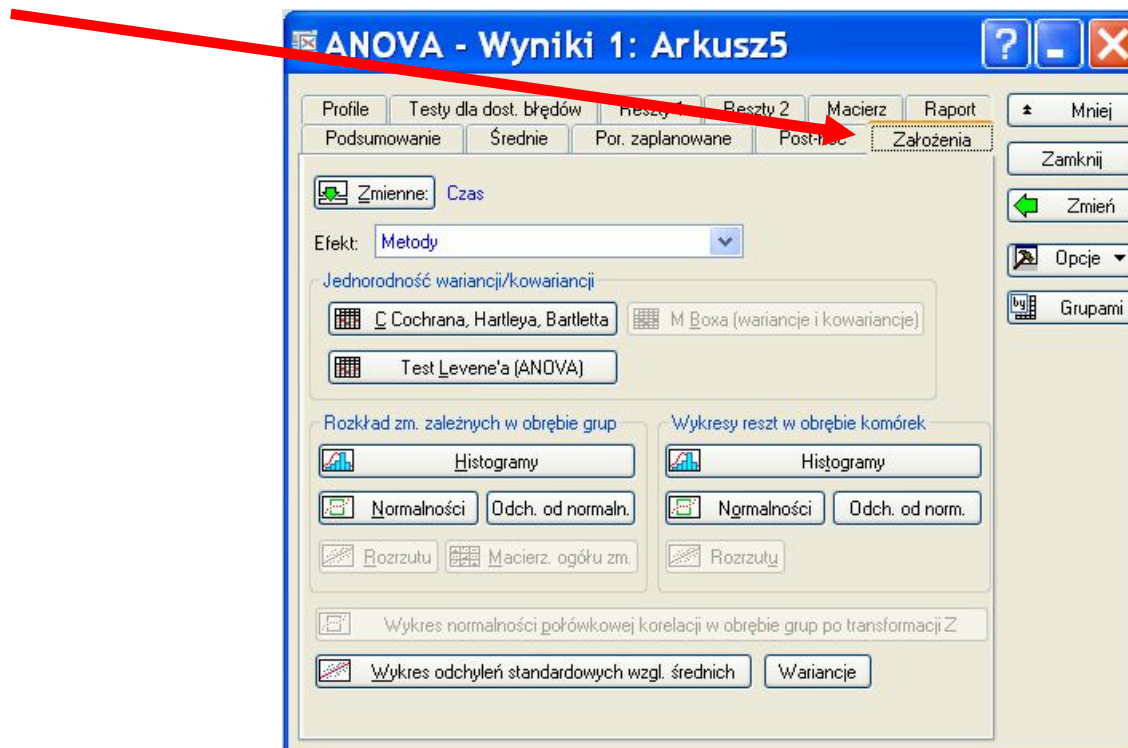 ANOVA - Wyniki 1: Arkusz5
Profile Testy dla dost. błędów Reszty 1 Reszty 2 Macierz Raport
Podsumowanie Średnie Por. zaplanowane Post-hoc Założenia
Mniej
Zamknij
Zmień
Opcje
Grupami
Zmienne: Czas
Efekt: Metody
Jednorodność wariancji/kowariancji
C Cochrana, Hartleya, Bartletta M Boxa (wariancje i kowariancje)
Test Levene'a (ANOVA)
Rozkład zm. zależnych w obrębie grup Wykresy reszt w obrębie komórek
Histogramy Histogramy
Normalności Odch. od normaln. Normalności Odch. od norm.
Rozrzutu Macierz. ogółu zm. Rozrzutu
Wykres normalności połówkowej korelacji w obrębie grup po transformacji Z
Wykres odchyleń standardowych wzgl. średnich Wariancje